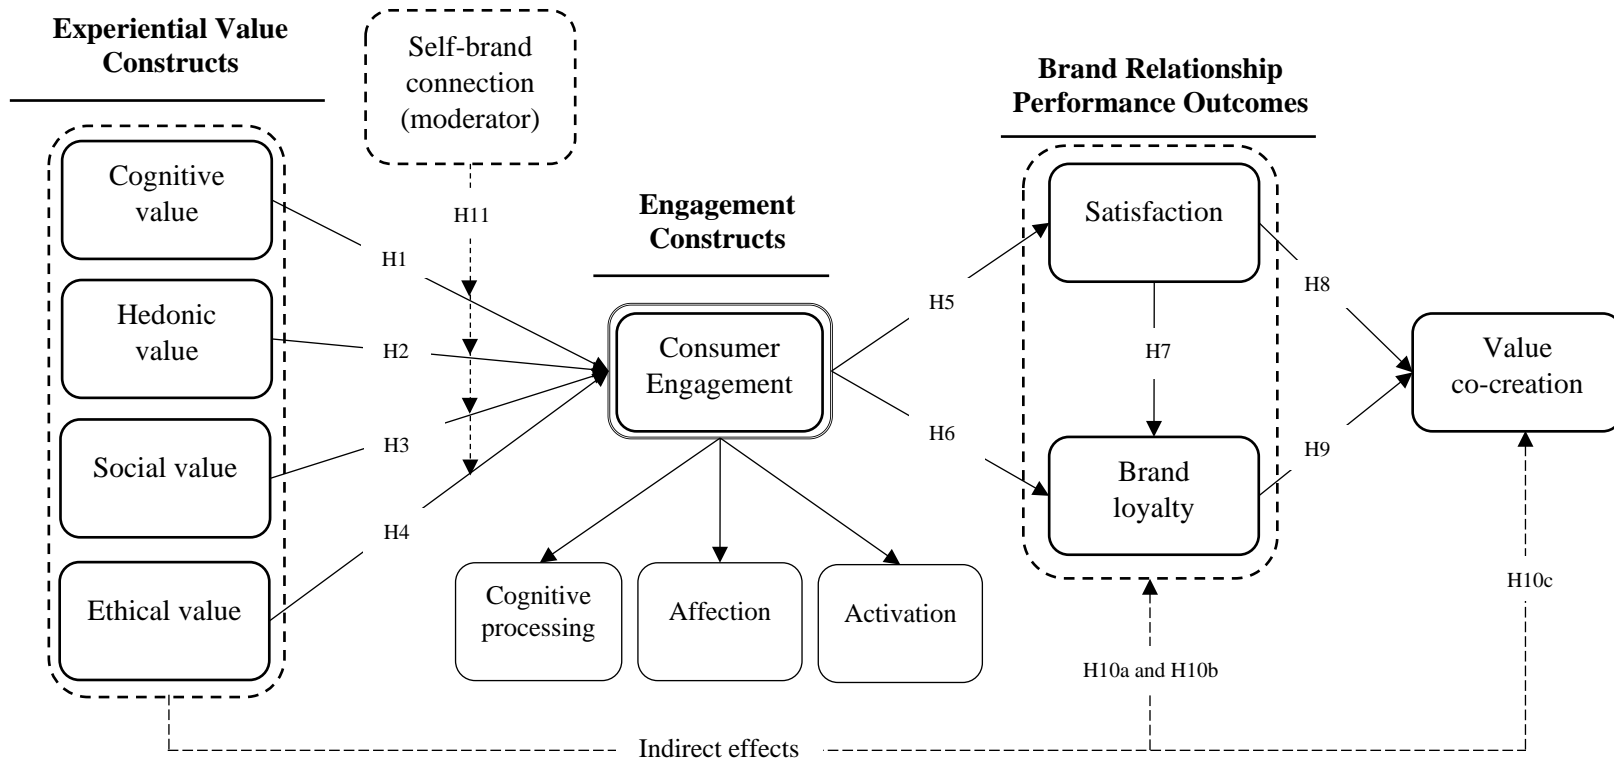 Experiential Value
Constructs
Self-brand
connection
(moderator)
Brand Relationship
Performance Outcomes
Cognitive
value
Hedonic
value
Social value
Ethical value
H11
H1
H2
H3
H4
Engagement
Constructs
Consumer
Engagement
Cognitive
processing
Affection
Activation
H5
H6
Satisfaction
H7
Brand
loyalty
H8
H9
Value
co-creation
H10a and H10b
H10c
Indirect effects